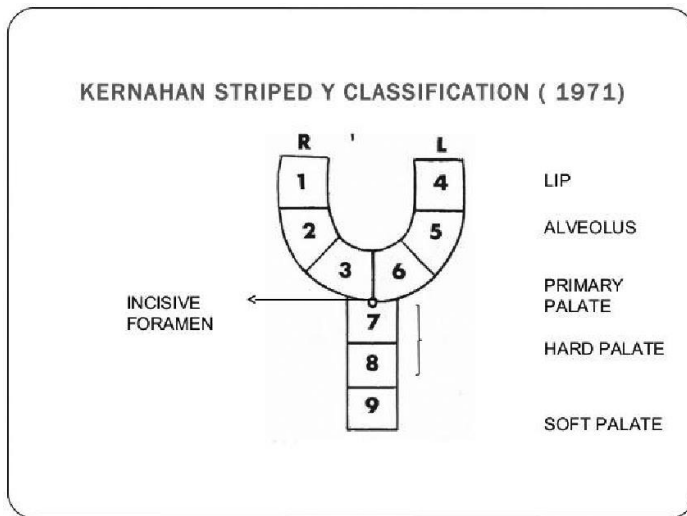 KERNAHAN STRIPED Y CLASSIFICATION ( 1971)
R ' L
1 4 LIP
2 5 ALVEOLUS
3 6
PRIMARY
PALATE
INCISIVE
FORAMEN
7
HARD PALATE
8
9
SOFT PALATE